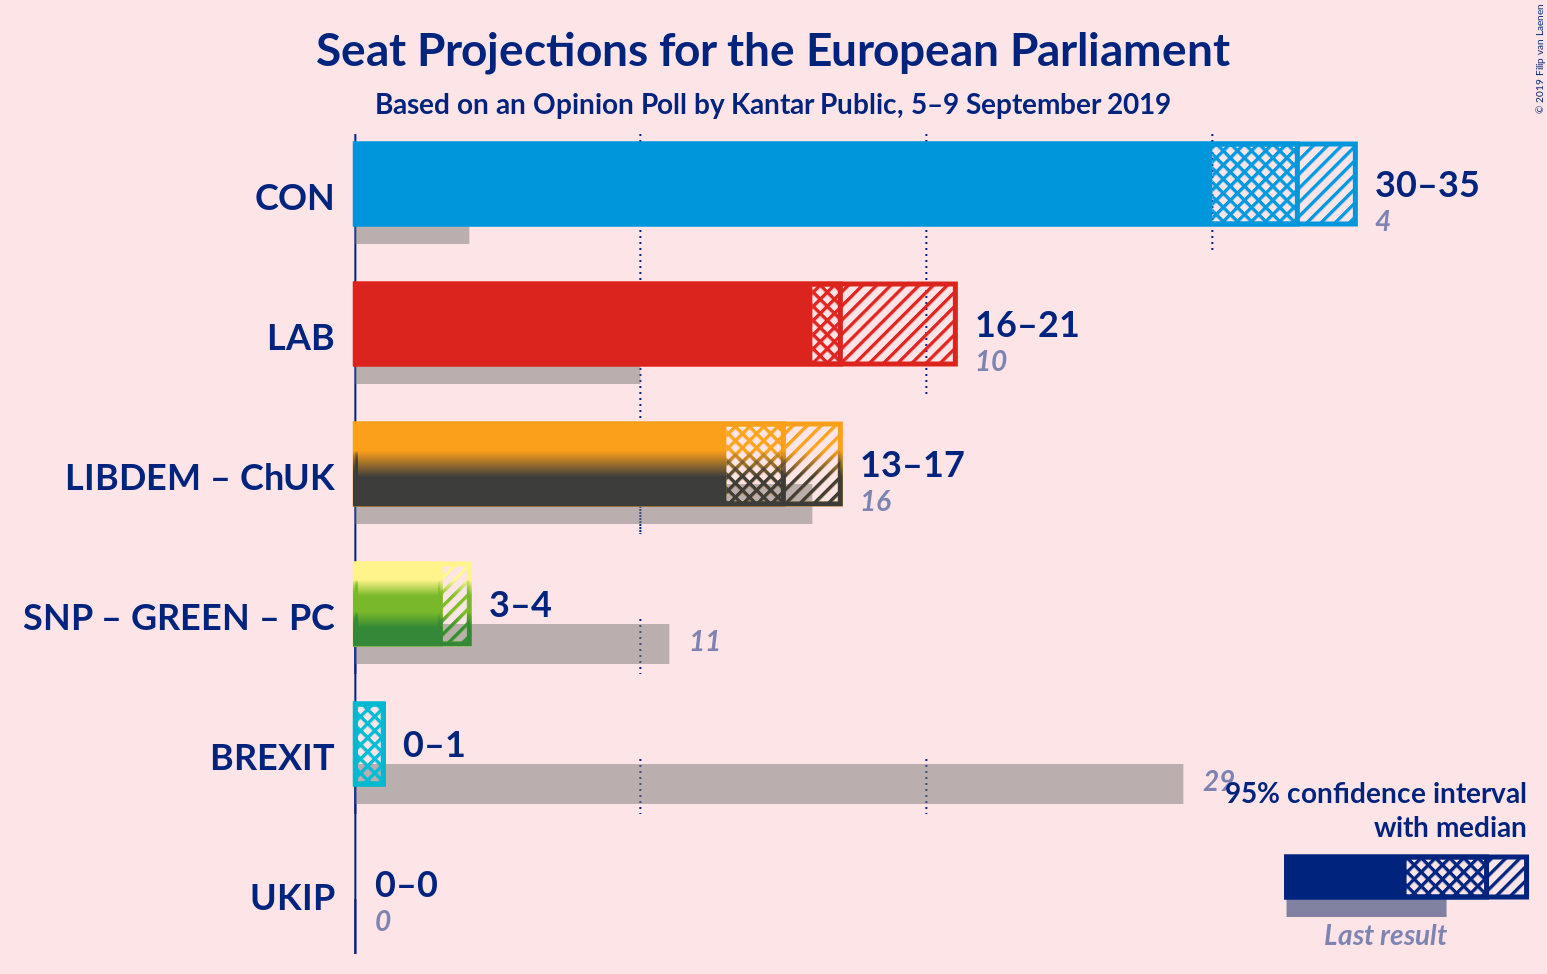 Seat Projections for the European Parliament
Based on an Opinion Poll by Kantar Public, 5–9 September 2019
© 2019 Filip van Laenen
CON
30–35
4
LAB
16–21
10
LIBDEM – ChUK
13–17
16
SNP – GREEN – PC
3–4
11
BREXIT
0–1
29
UKIP
0–0
0
95% confidence interval
with median
Last result